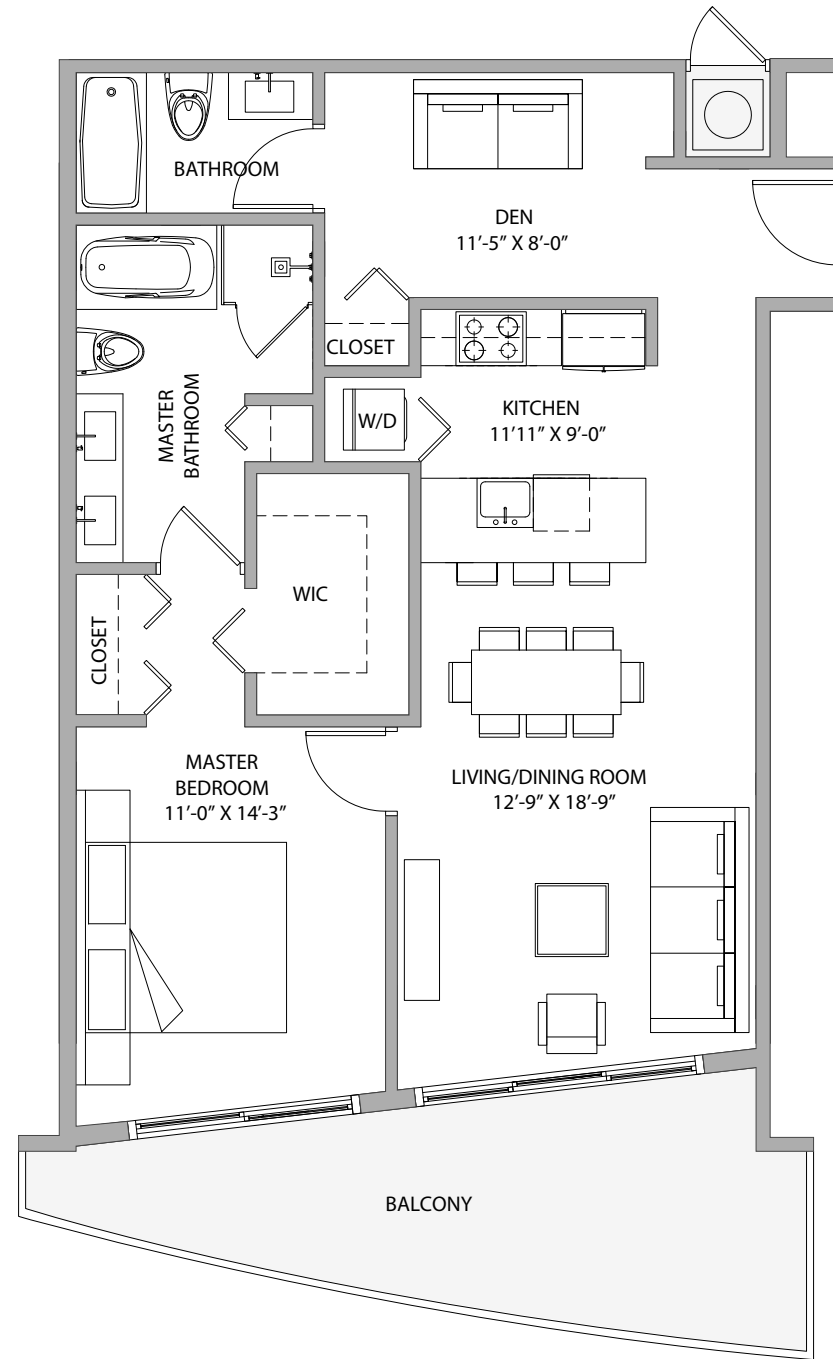 BATHROOM
DEN
11’-5” X 8’-0”
CLOSET
W/D
KITCHEN
11’11” X 9’-0”
MASTER
BATHROOM
WIC
CLOSET
MASTER
BEDROOM
11’-0” X 14’-3”
LIVING/DINING ROOM
12’-9” X 18’-9”
BALCONY